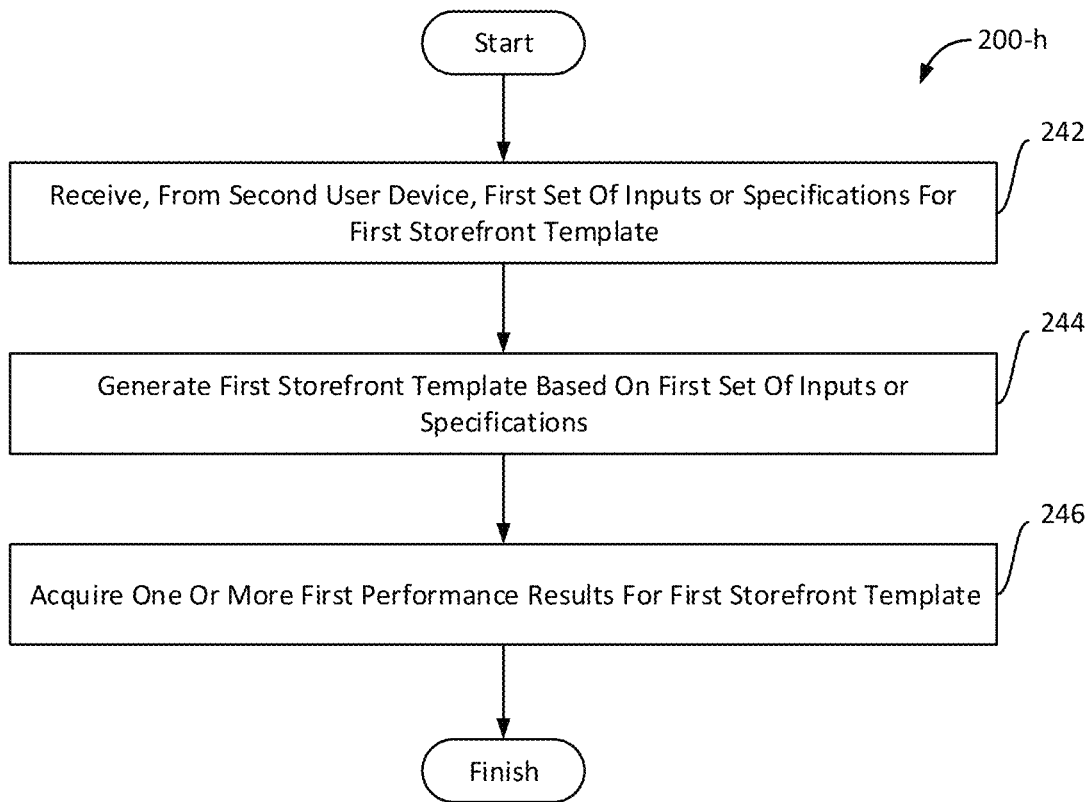 Start
200-h
242
Receive, From Second User Device, First Set Of Inputs or Specifications For
First Storefront Template
244
Generate First Storefront Template Based On First Set Of Inputs or
Specifications
246
Acquire One Or More First Performance Results For First Storefront Template
Finish